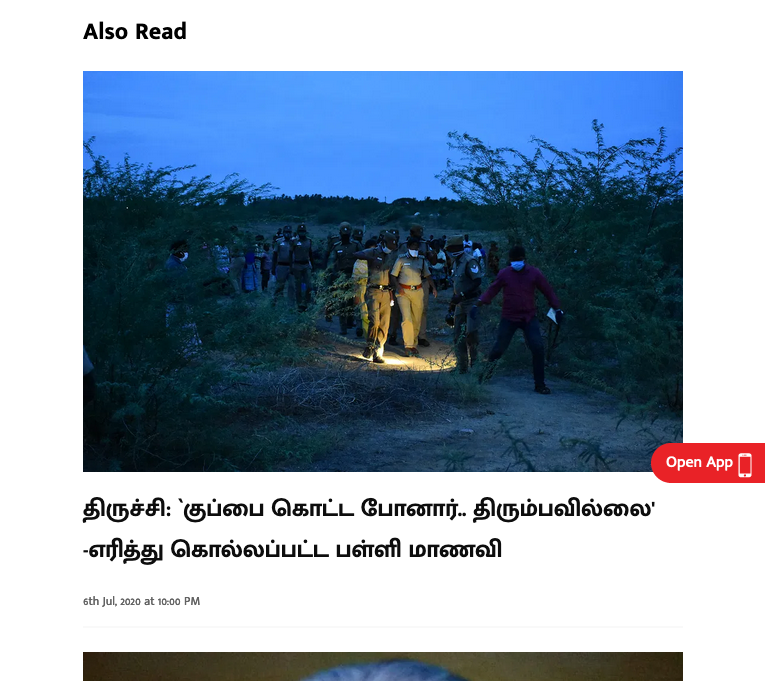 Also Read
Open App
திருச்சி: `குப்பை கொட்ட போனார்.. திரும்பவில்லை'
-எரித்து கொல்லப்பட்ட பள்ளி மாணவி
6th Jul, 2020 at 10:00 PM